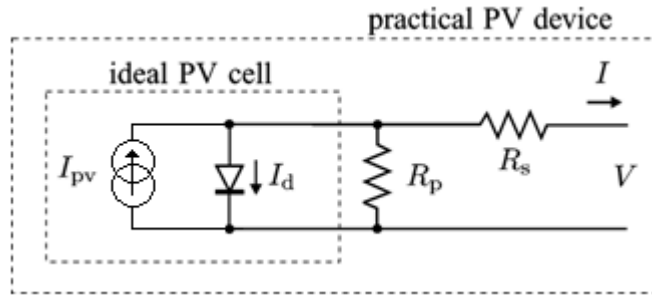 practical PV device
ideal PV cell
I
I_pv
I_d
R_p
R_s
V